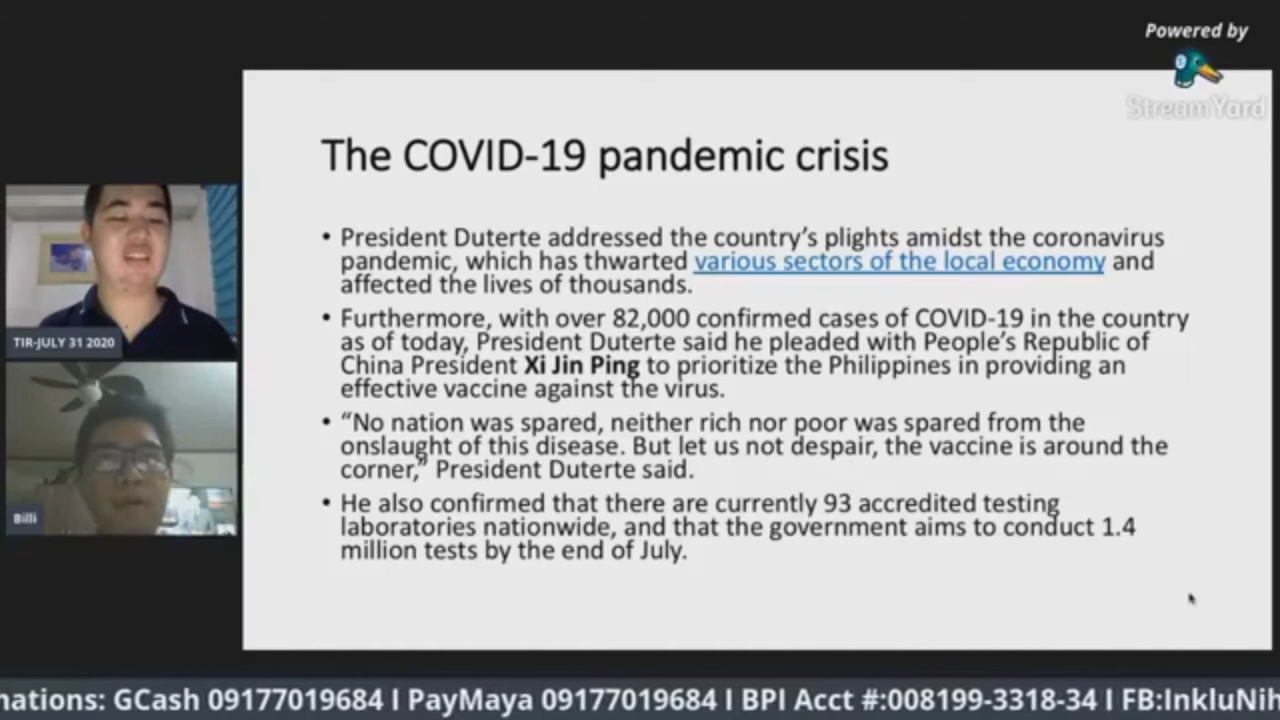 Powered by
StreamYard
The COVID-19 pandemic crisis
• President Duterte addressed the country's plights amidst the coronavirus
pandemic, which has thwarted various sectors of the local economy and
affected the lives of thousands.
• Furthermore, with over 82,000 confirmed cases of COVID-19 in the country
as of today, President Duterte said he pleaded with People's Republic of
China President Xi Jin Ping to prioritize the Philippines in providing an
effective vaccine against the virus.
• “No nation was spared, neither rich nor poor was spared from the
onslaught of this disease. But let us not despair, the vaccine is around the
corner,” President Duterte said.
• He also confirmed that there are currently 93 accredited testing
laboratories nationwide, and that the government aims to conduct 1.4
million tests by the end of July.
TIR-JULY 31 2020
Billi
nations: GCash 09177019684 I PayMaya 09177019684 I BPI Acct #:008199-3318-34 I FB:InkluNih